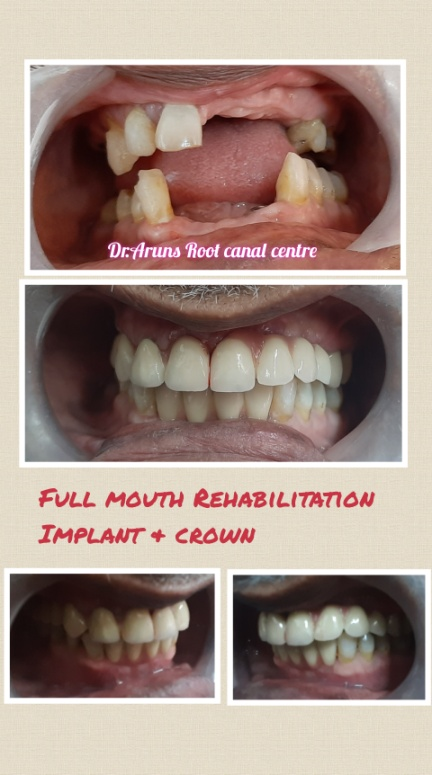 Dr:Aruns Root canal centre
Full mouth Rehabilitation
Implant & crown